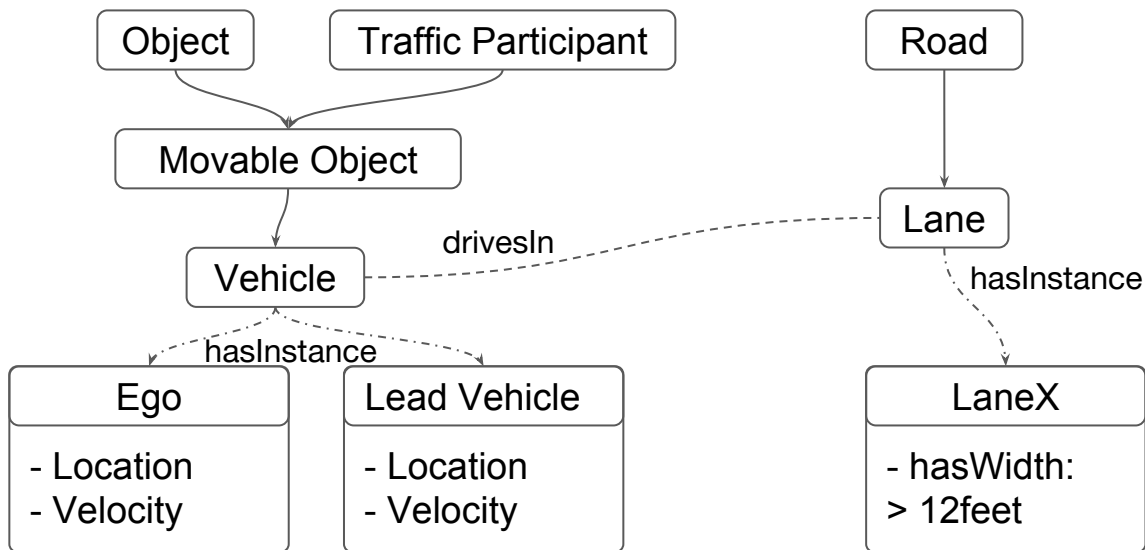 Object
Traffic Participant
Road
Movable Object
Lane
drivesIn
Vehicle
hasInstance
hasInstance
Ego
Lead Vehicle
LaneX
- Location
- Velocity
- Location
- Velocity
- hasWidth:
> 12feet